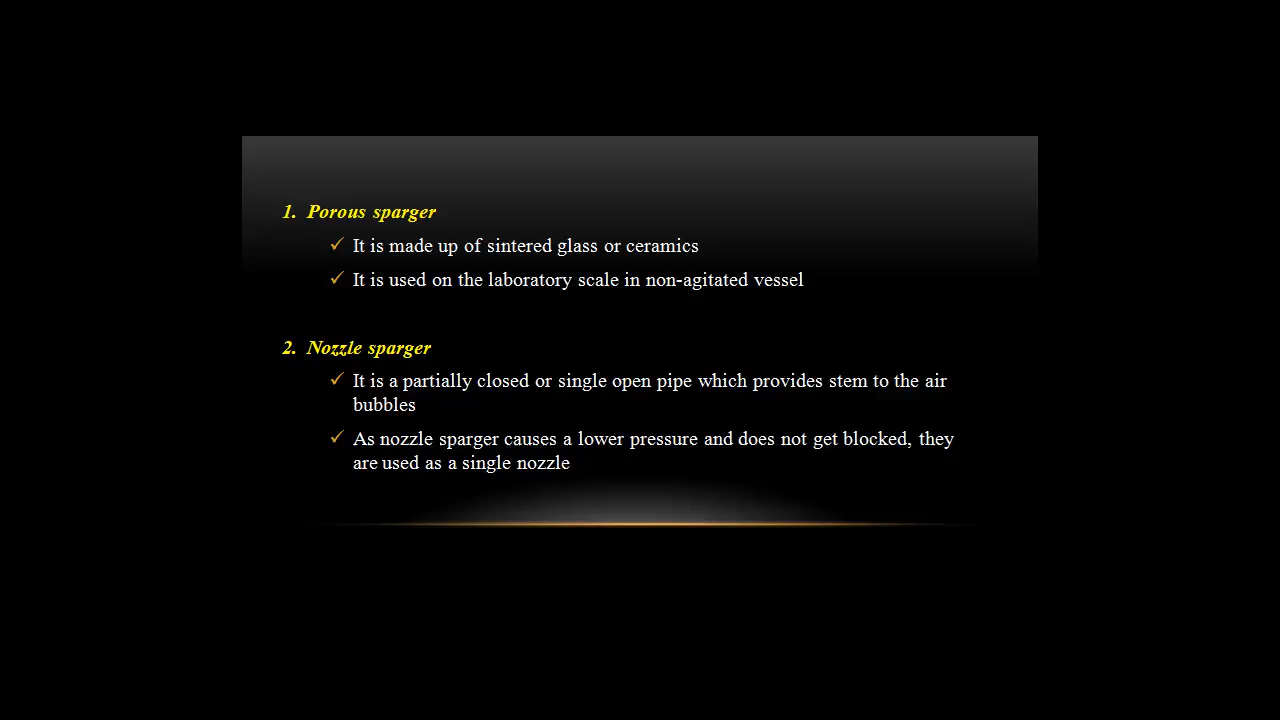 1. Porous sparger
✓ It is made up of sintered glass or ceramics
✓ It is used on the laboratory scale in non-agitated vessel
2. Nozzle sparger
✓ It is a partially closed or single open pipe which provides stem to the air
bubbles
✓ As nozzle sparger causes a lower pressure and does not get blocked, they
are used as a single nozzle